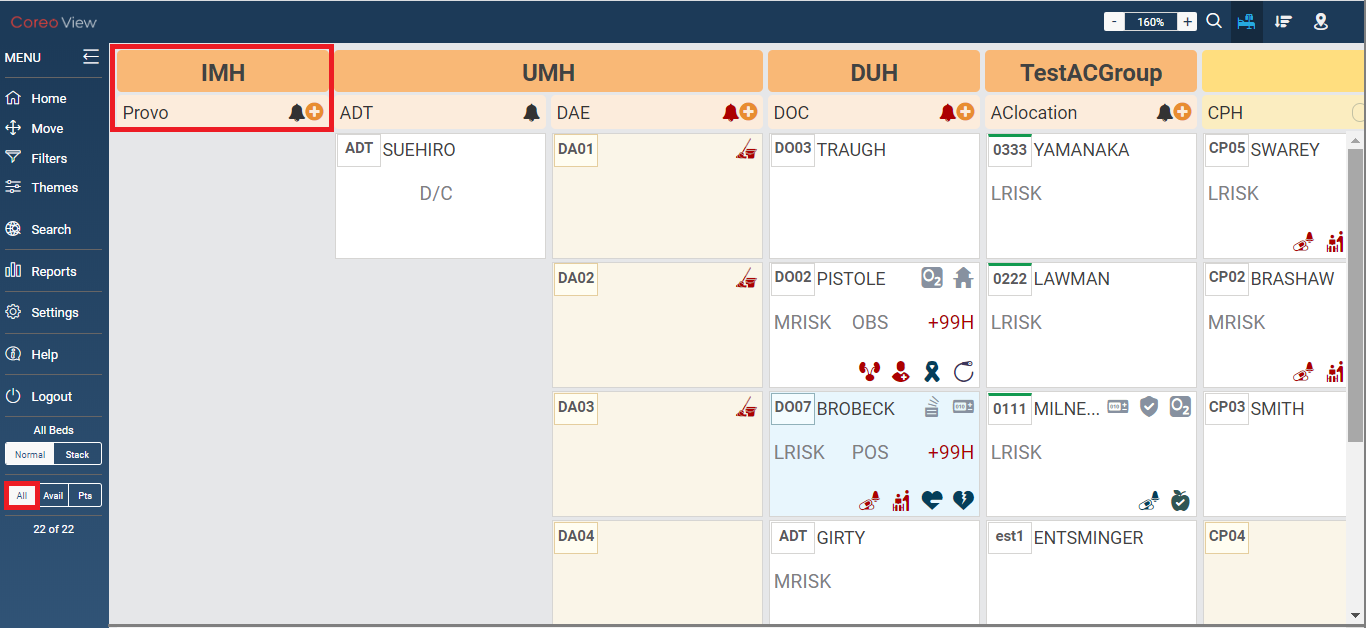 Coreo View
- 160% +
MENU
Home
Move
Filters
Themes
Search
Reports
Settings
Help
Logout
All Beds
Normal Stack
All Avail Pts
22 of 22
IMH UMH DUH TestACGroup
Provo ADT DAE DOC AClocation CPH
ADT SUEHIRO DA01 DO03 TRAUGH 0333 YAMANAKA CP05 SWAREY
D/C LRISK LRISK
DA02 DO02 PISTOLE O2 0222 LAWMAN CP02 BRASHAW
MRISK OBS +99H LRISK MRISK
DA03 DO07 BROBECK 0111 MILNE... O2 CP03 SMITH
LRISK POS +99H LRISK
DA04 ADT GIRTY est1 ENTSMINGER CP04
MRISK